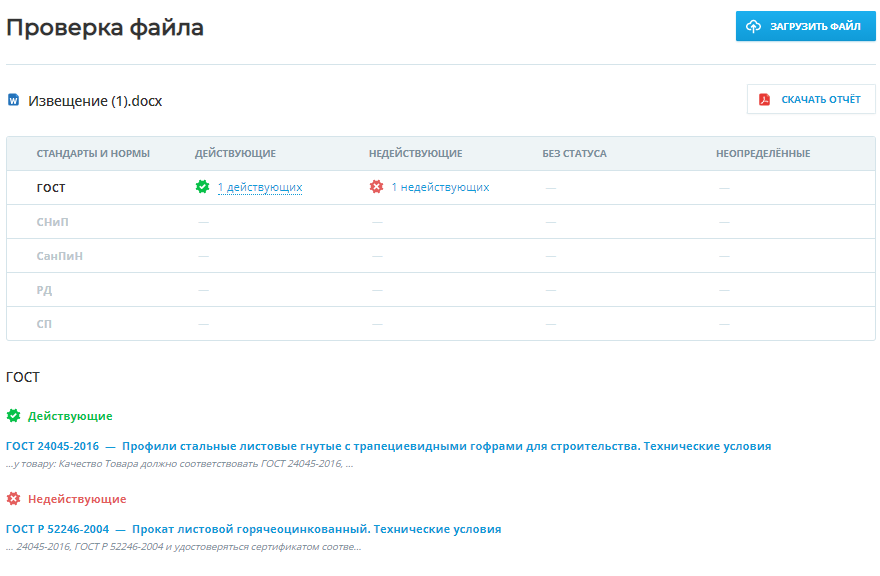 Проверка файла
ЗАГРУЗИТЬ ФАЙЛ
Извещение (1).docx
СКАЧАТЬ ОТЧЁТ
СТАНДАРТЫ И НОРМЫ ДЕЙСТВУЮЩИЕ НЕДЕЙСТВУЮЩИЕ БЕЗ СТАТУСА НЕОПРЕДЕЛЁННЫЕ
ГОСТ 1 действующих 1 недействующих — —
СНиП — — — —
СанПиН — — — —
РД — — — —
СП — — — —
ГОСТ
Действующие
ГОСТ 24045-2016 — Профили стальные листовые гнутые с трапециевидными гофрами для строительства. Технические условия
...у товару: Качество Товара должно соответствовать ГОСТ 24045-2016, ...
Недействующие
ГОСТ Р 52246-2004 — Прокат листовой горячеоцинкованный. Технические условия
... 24045-2016, ГОСТ Р 52246-2004 и удостоверяться сертификатом соотве...